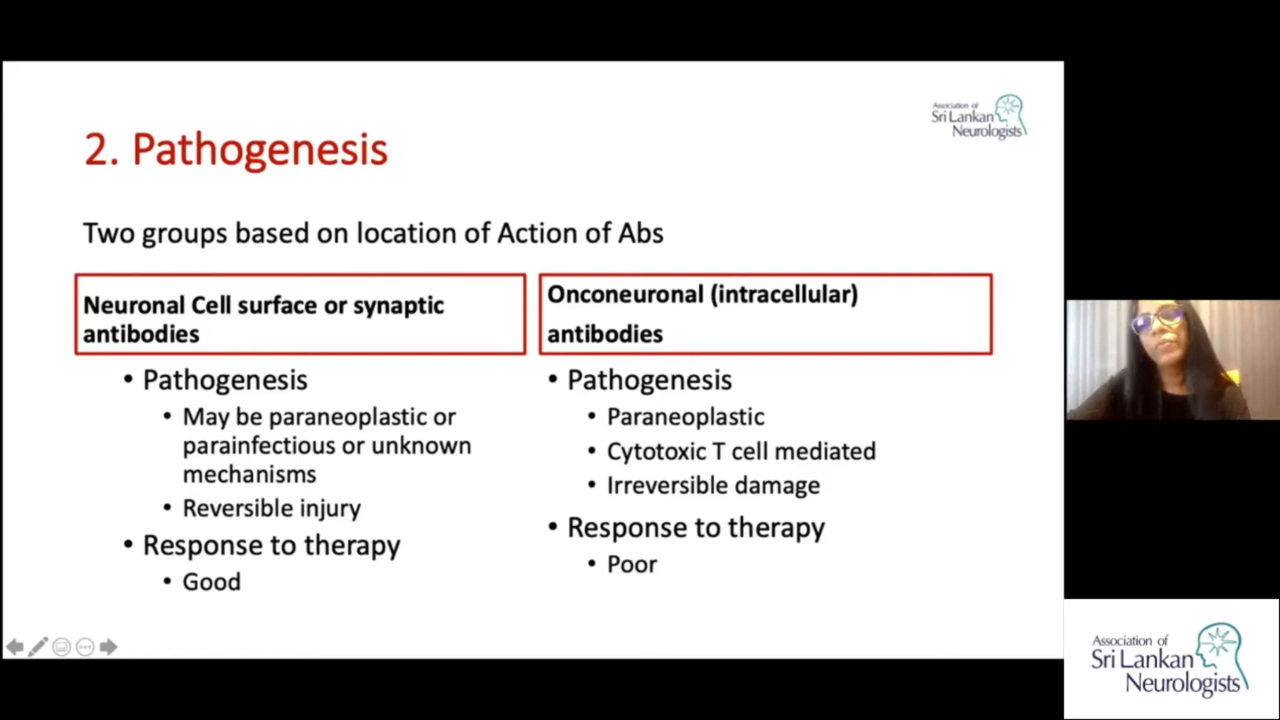 Association of
Sri Lankan
Neurologists
2. Pathogenesis
Two groups based on location of Action of Abs
Neuronal Cell surface or synaptic
antibodies
• Pathogenesis
• May be paraneoplastic or
parainfectious or unknown
mechanisms
• Reversible injury
• Response to therapy
• Good
Onconeuronal (intracellular)
antibodies
• Pathogenesis
• Paraneoplastic
• Cytotoxic T cell mediated
• Irreversible damage
• Response to therapy
• Poor
Association of
Sri Lankan
Neurologists